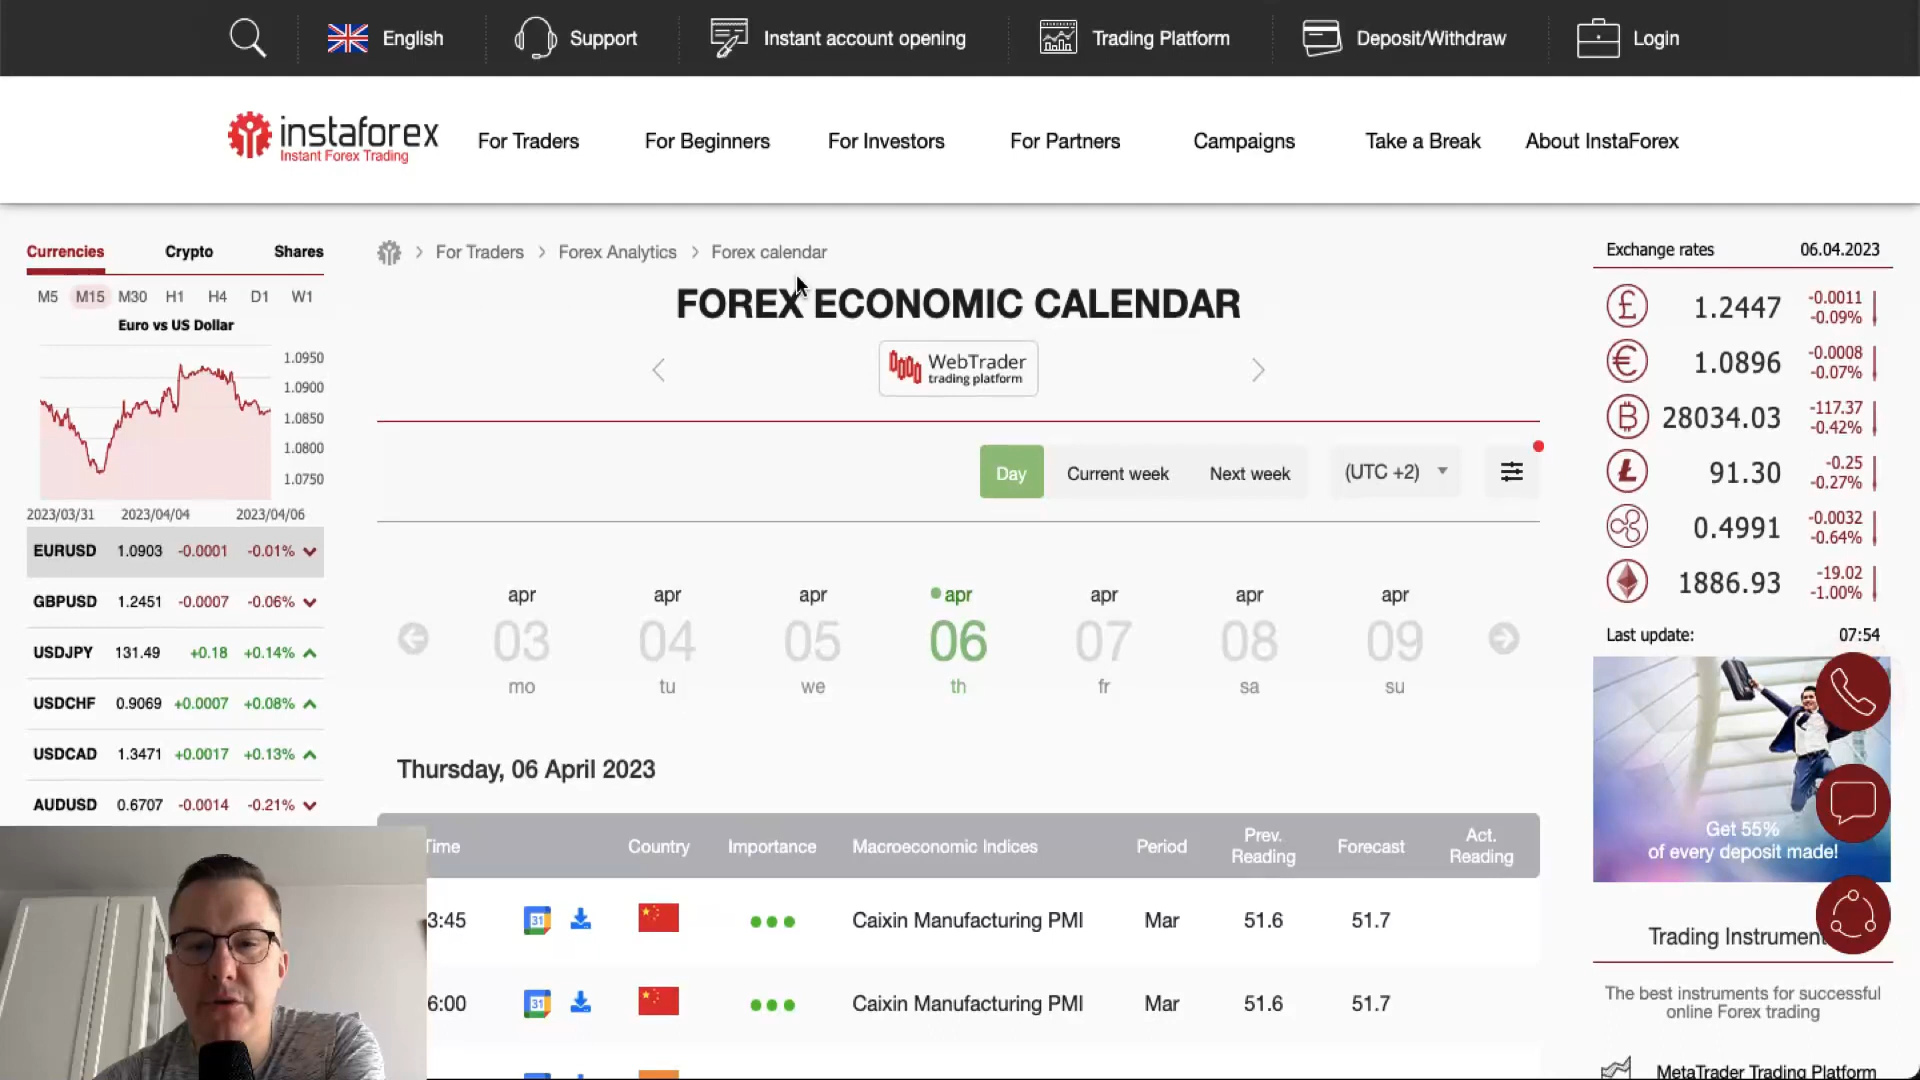 English
Support
Instant account opening
Trading Platform
Deposit/Withdraw
Login
instaforex
Instant Forex Trading
For Traders
For Beginners
For Investors
For Partners
Campaigns
Take a Break
About InstaForex
Currencies
Crypto
Shares
M5 M15 M30 H1 H4 D1 W1
Euro vs US Dollar
1.0950
1.0900
1.0850
1.0800
1.0750
2023/03/31 2023/04/04 2023/04/06
EURUSD 1.0903 -0.0001 -0.01%
GBPUSD 1.2451 -0.0007 -0.06%
USDJPY 131.49 +0.18 +0.14%
USDCHF 0.9069 +0.0007 +0.08%
USDCAD 1.3471 +0.0017 +0.13%
AUDUSD 0.6707 -0.0014 -0.21%
For Traders > Forex Analytics > Forex calendar
FOREX ECONOMIC CALENDAR
WebTrader
trading platform
Day
Current week
Next week
(UTC +2)
apr apr apr apr apr apr apr
03 04 05 06 07 08 09
mo tu we th fr sa su
Thursday, 06 April 2023
Time Country Importance Macroeconomic Indices Period Prev. Reading Forecast Act. Reading
3:45 31 Caixin Manufacturing PMI Mar 51.6 51.7
6:00 31 Caixin Manufacturing PMI Mar 51.6 51.7
Exchange rates 06.04.2023
1.2447 -0.0011 -0.09%
1.0896 -0.0008 -0.07%
28034.03 -117.37 -0.42%
91.30 -0.25 -0.27%
0.4991 -0.0032 -0.64%
1886.93 -19.02 -1.00%
Last update: 07:54
Get 55%
of every deposit made!
Trading Instrument
The best instruments for successful
online Forex trading
MetaTrader Trading Platform